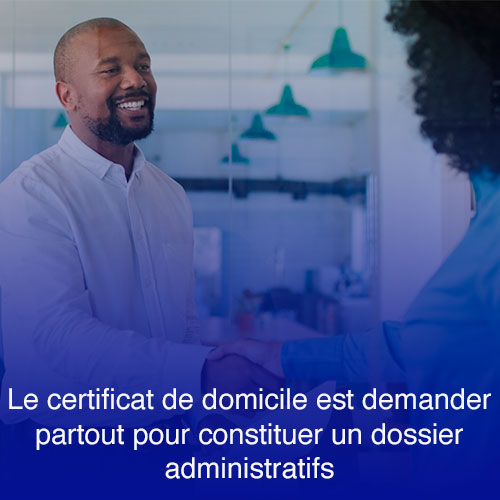 Le certificat de domicile est demander
partout pour constituer un dossier
administratifs